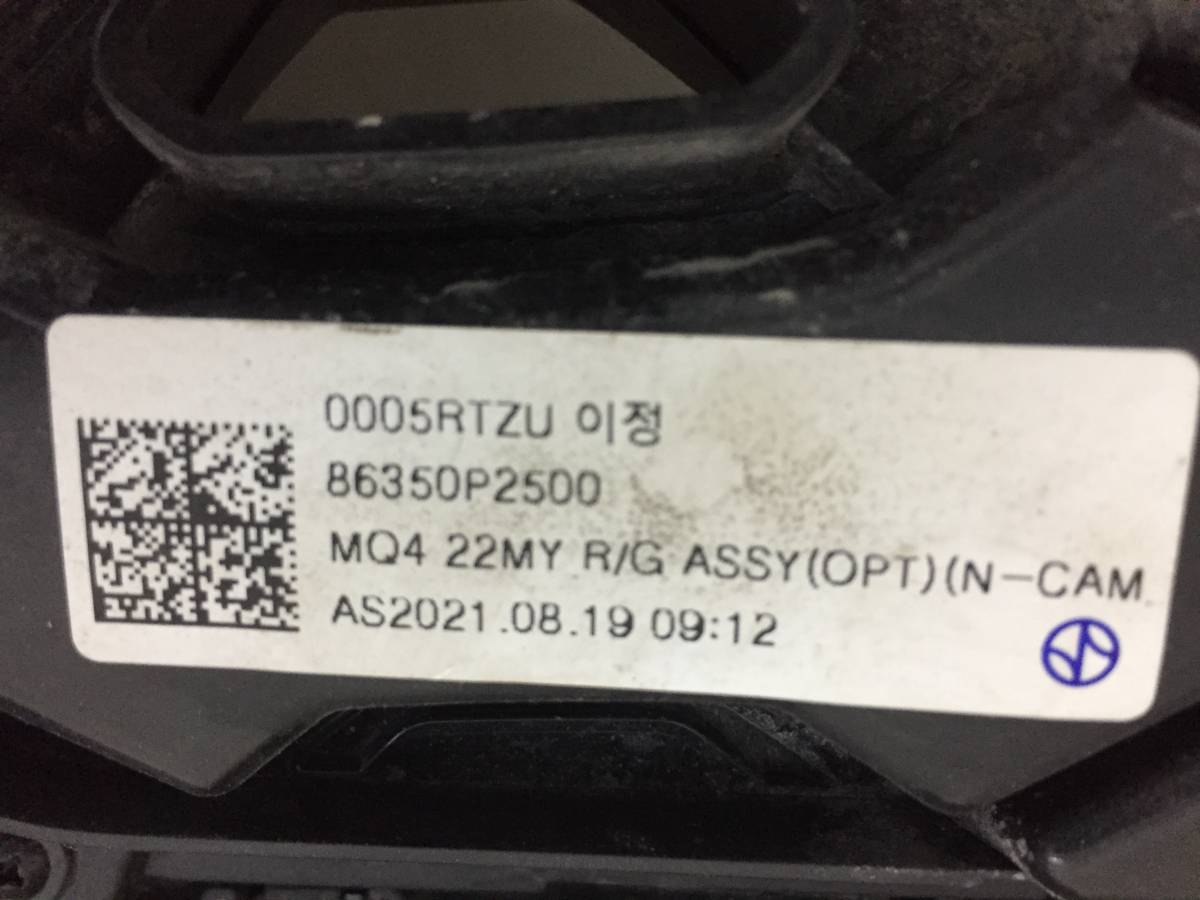 0005RTZU 이정
86350P2500
MQ4 22MY R/G ASSY(OPT)(N-CAM
AS2021.08.19 09:12